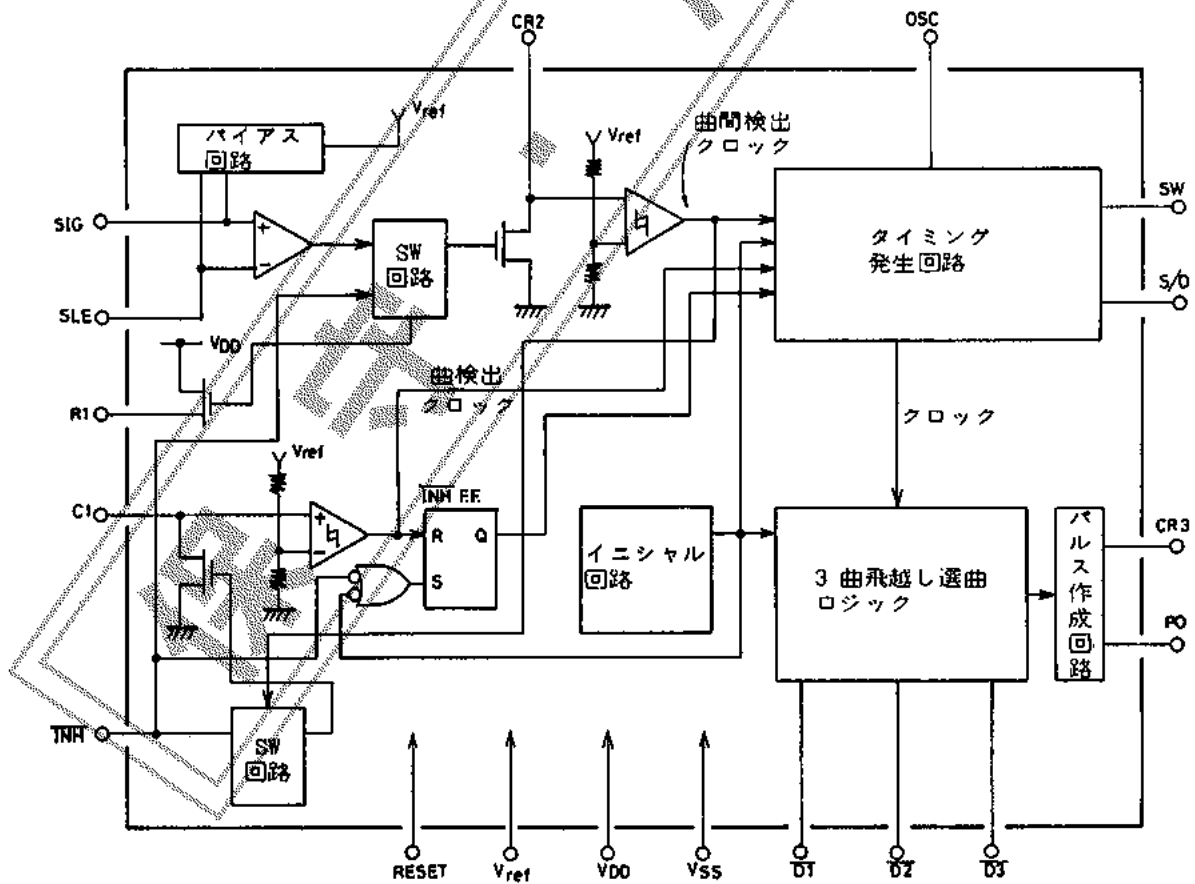 CR2
OSC
Vref
バイアス
回路
曲間検出
クロック
Vref
SIG
+
-
SW
回路
タイミング
発生回路
SW
S/O
SLE
VDD
R1
曲検出
クロック
クロック
Vref
C1
+
-
INH F.F.
R Q
S
イニシャル
回路
3曲飛越し選曲
ロジック
パルス作成回路
CR3
PO
INH
SW
回路
RESET
Vref
VDD
VSS
D1
D2
D3